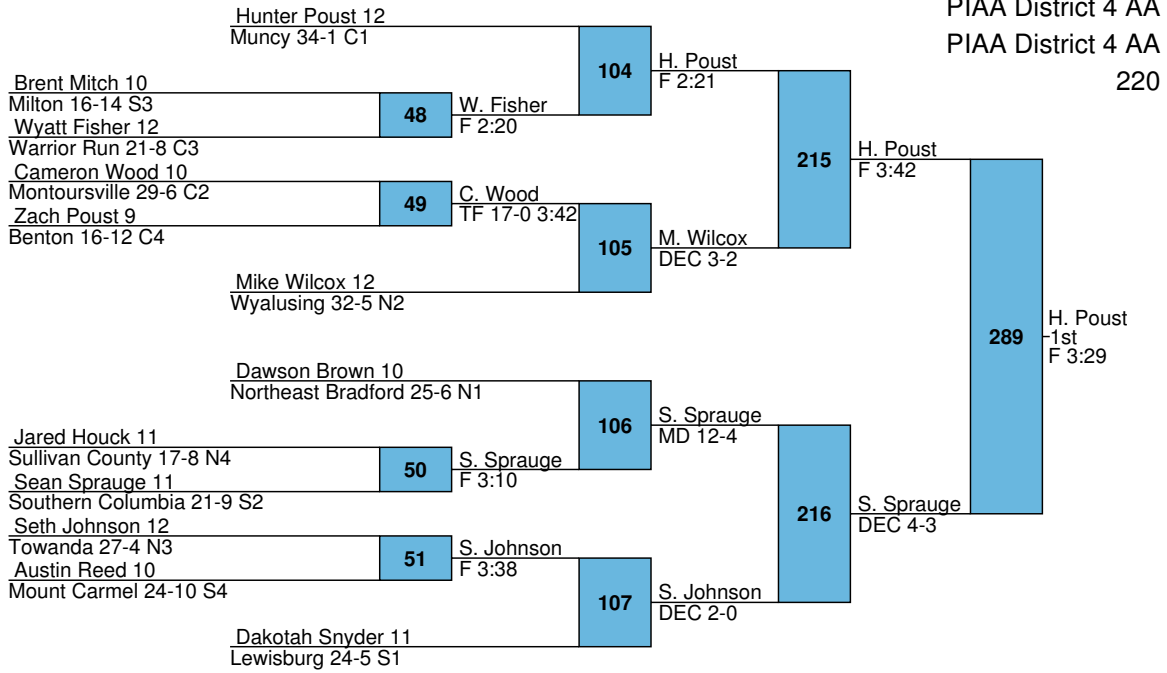 PIAA District 4 AA
PIAA District 4 AA
220
Hunter Poust 12
Muncy 34-1 C1
104
H. Poust
F 2:21
Brent Mitch 10
Milton 16-14 S3
48
W. Fisher
F 2:20
Wyatt Fisher 12
Warrior Run 21-8 C3
215
H. Poust
F 3:42
Cameron Wood 10
Montoursville 29-6 C2
49
C. Wood
TF 17-0 3:42
Zach Poust 9
Benton 16-12 C4
105
M. Wilcox
DEC 3-2
Mike Wilcox 12
Wyalusing 32-5 N2
289
H. Poust
1st
F 3:29
Dawson Brown 10
Northeast Bradford 25-6 N1
106
S. Sprauge
MD 12-4
Jared Houck 11
Sullivan County 17-8 N4
50
S. Sprauge
F 3:10
Sean Sprauge 11
Southern Columbia 21-9 S2
216
S. Sprauge
DEC 4-3
Seth Johnson 12
Towanda 27-4 N3
51
S. Johnson
F 3:38
Austin Reed 10
Mount Carmel 24-10 S4
107
S. Johnson
DEC 2-0
Dakotah Snyder 11
Lewisburg 24-5 S1